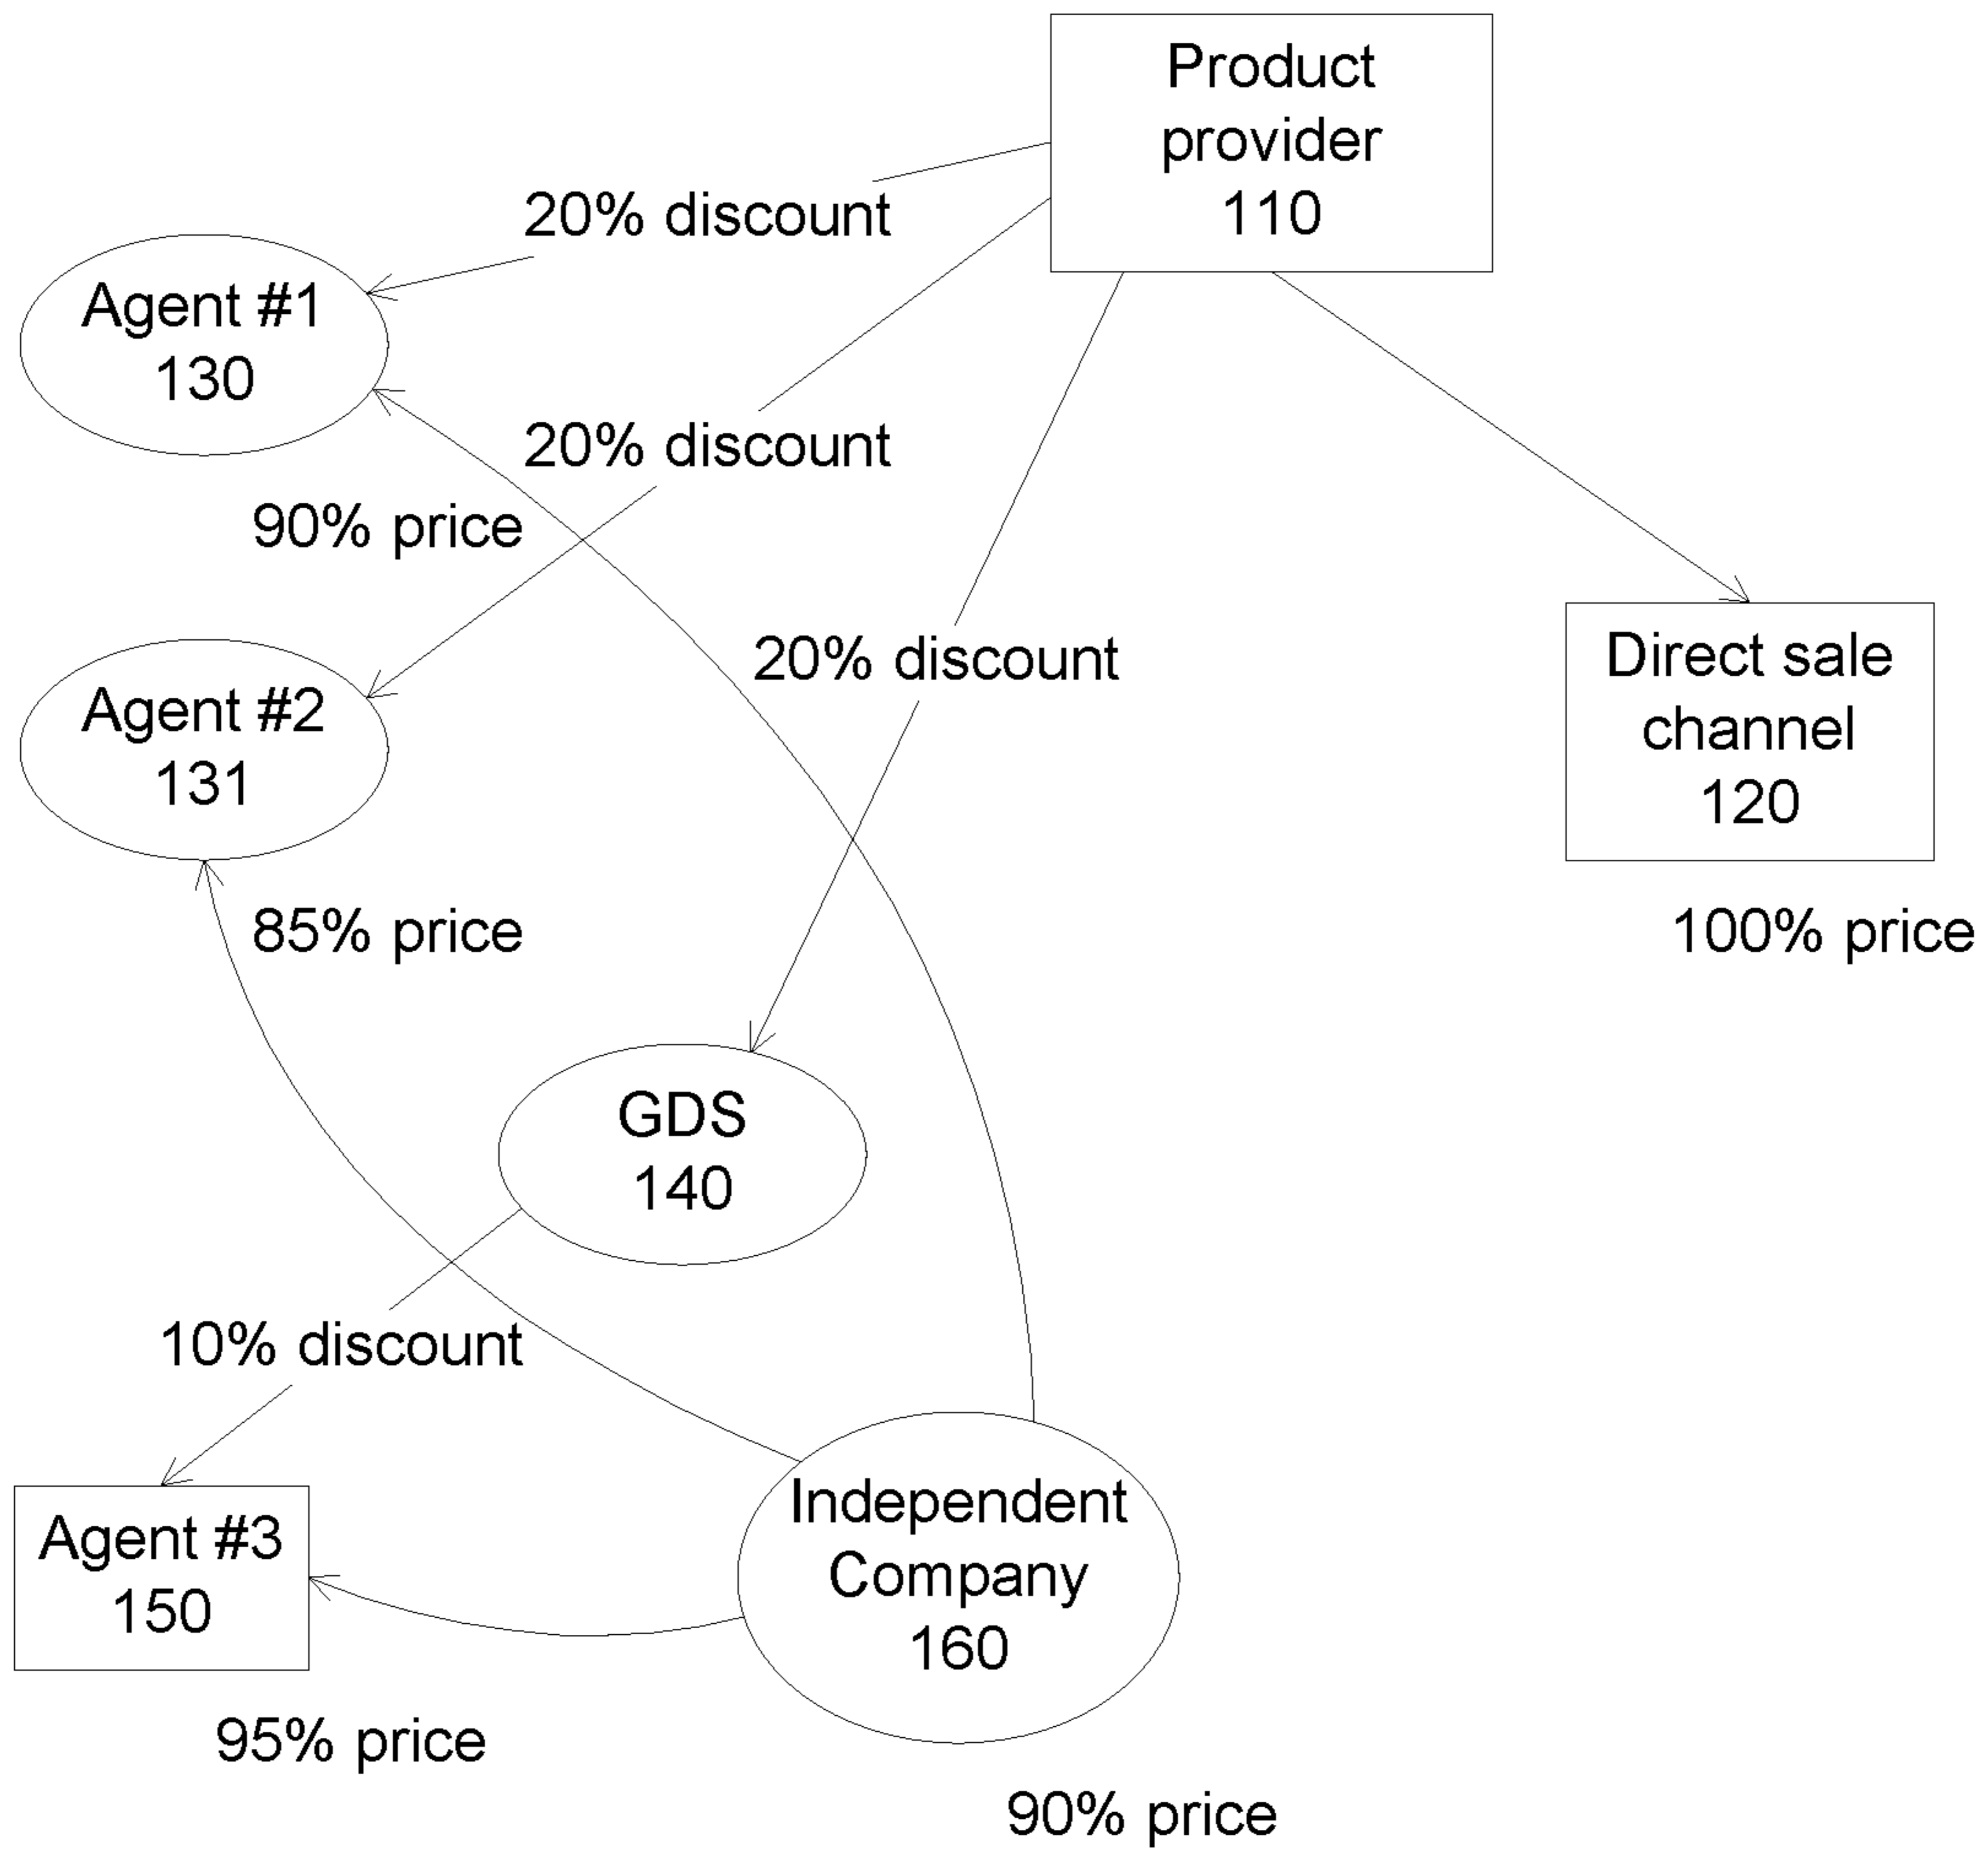 Product
provider
110
20% discount
Agent #1
130
20% discount
90% price
20% discount
Direct sale
channel
120
Agent #2
131
85% price
100% price
GDS
140
10% discount
Agent #3
150
Independent
Company
160
95% price
90% price